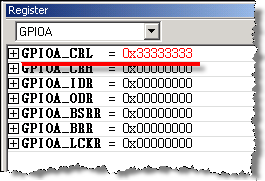 Register
GPIOA
GPIOA_CRL = 0x33333333
GPIOA_CRH = 0x00000000
GPIOA_IDR = 0x00000000
GPIOA_ODR = 0x00000000
GPIOA_BSRR = 0x00000000
GPIOA_BRR = 0x00000000
GPIOA_LCKR = 0x00000000